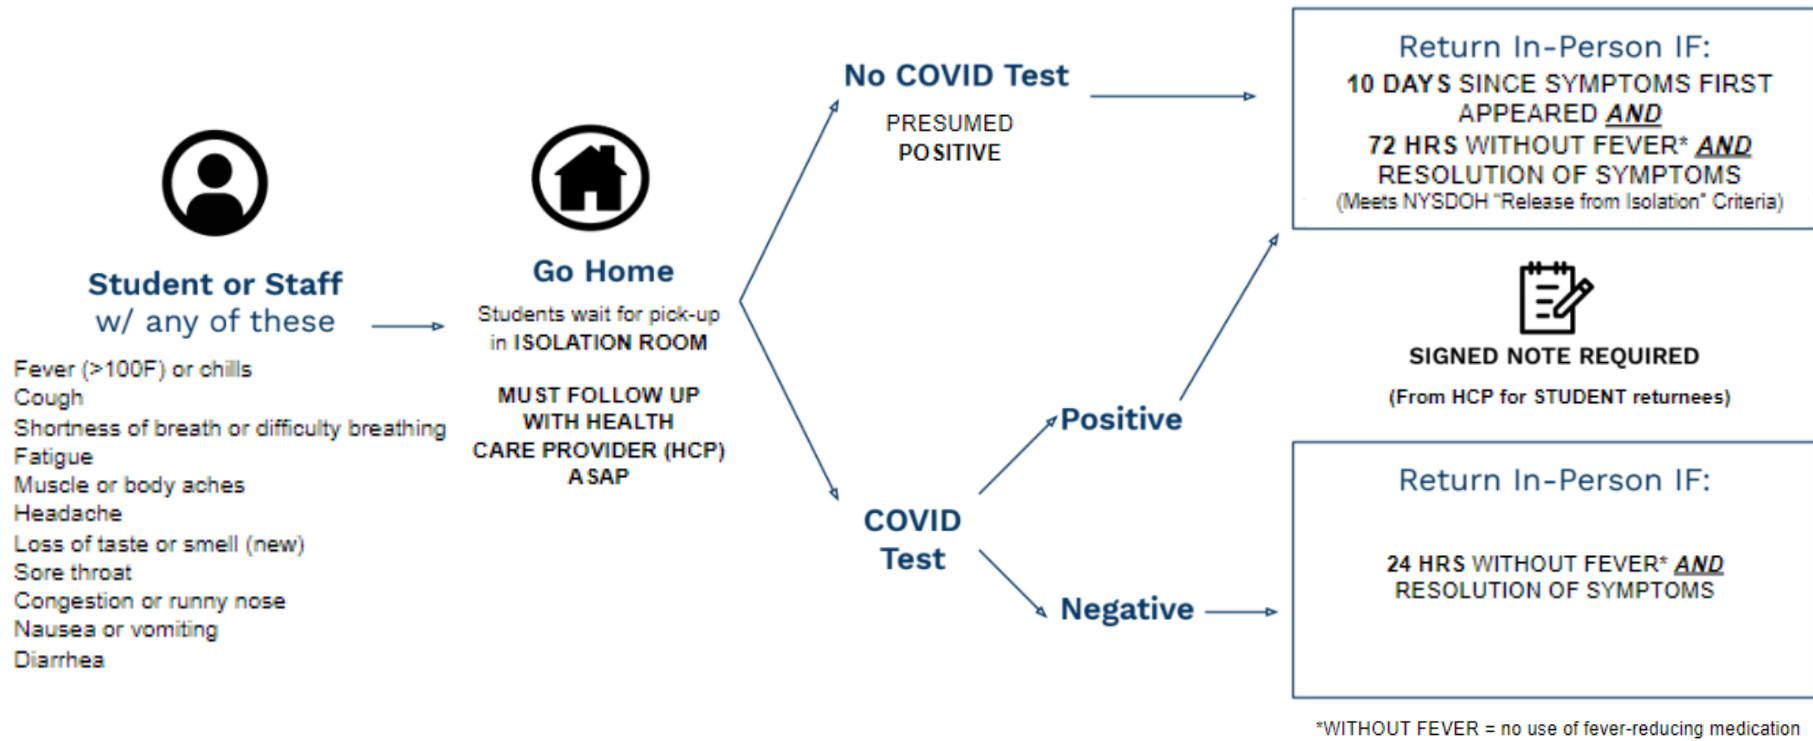 Student or Staff
w/ any of these
Fever (>100F) or chills
Cough
Shortness of breath or difficulty breathing
Fatigue
Muscle or body aches
Headache
Loss of taste or smell (new)
Sore throat
Congestion or runny nose
Nausea or vomiting
Diarrhea
Go Home
Students wait for pick-up
in ISOLATION ROOM
MUST FOLLOW UP
WITH HEALTH
CARE PROVIDER (HCP)
ASAP
No COVID Test
PRESUMED
POSITIVE
COVID
Test
Positive
Negative
Return In-Person IF:
10 DAYS SINCE SYMPTOMS FIRST
APPEARED AND
72 HRS WITHOUT FEVER* AND
RESOLUTION OF SYMPTOMS
(Meets NYSDOH "Release from Isolation" Criteria)
SIGNED NOTE REQUIRED
(From HCP for STUDENT returnees)
Return In-Person IF:
24 HRS WITHOUT FEVER* AND
RESOLUTION OF SYMPTOMS
*WITHOUT FEVER = no use of fever-reducing medication